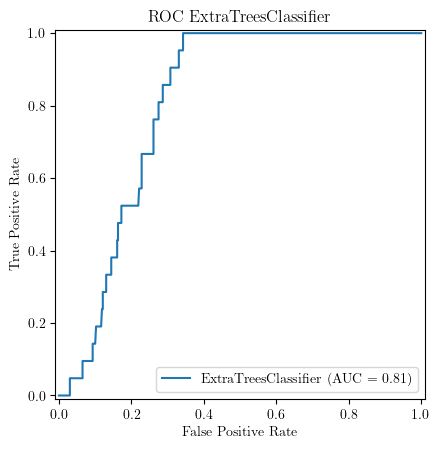 ROC ExtraTreesClassifier
1.0
0.8
0.6
0.4
0.2
0.0
True Positive Rate
ExtraTreesClassifier (AUC = 0.81)
0.0 0.2 0.4 0.6 0.8 1.0
False Positive Rate